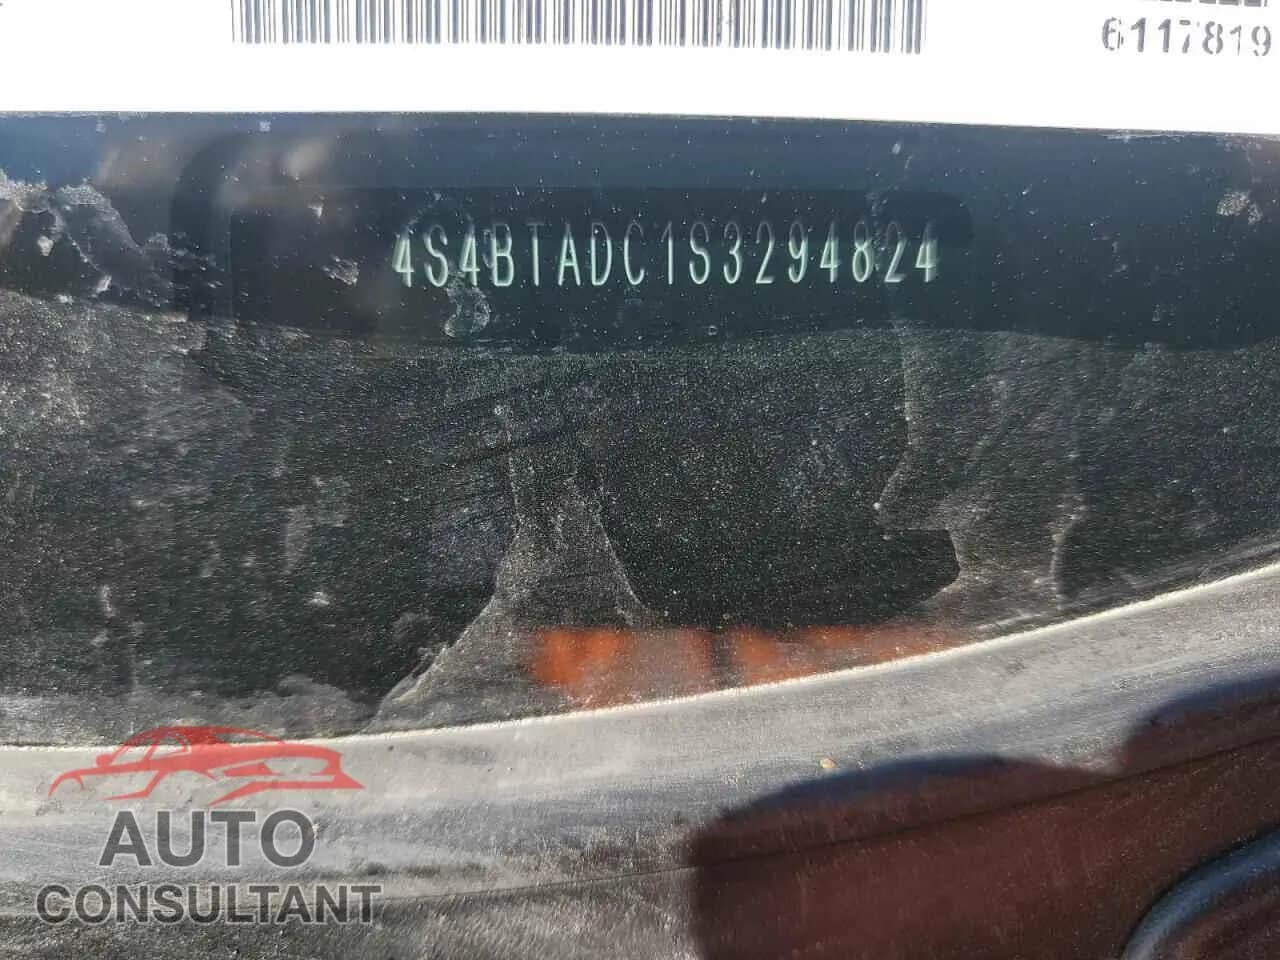 6117819
4S4BTADC1S3294824
AUTO
CONSULTANT